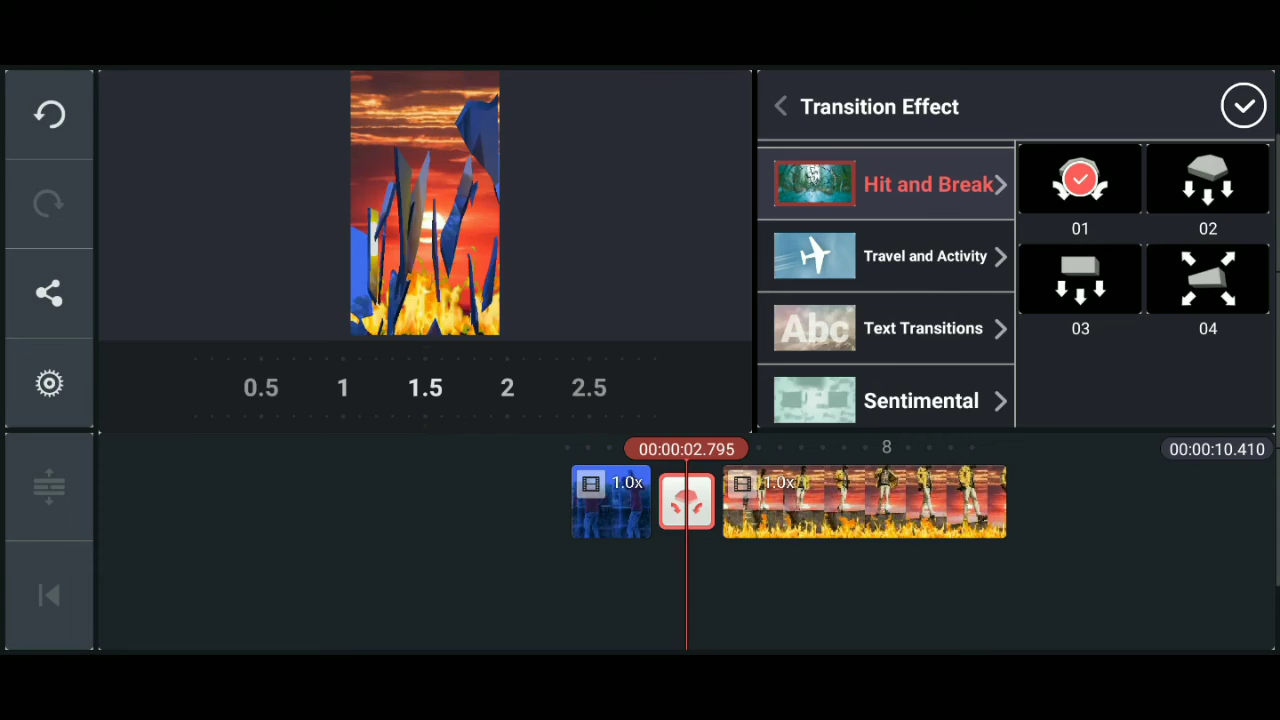 Transition Effect
Hit and Break
Travel and Activity
Abc
Text Transitions
Sentimental
01
02
03
04
0.5
1
1.5
2
2.5
00:00:02.795
8
00:00:10.410
1.0x
1.0x